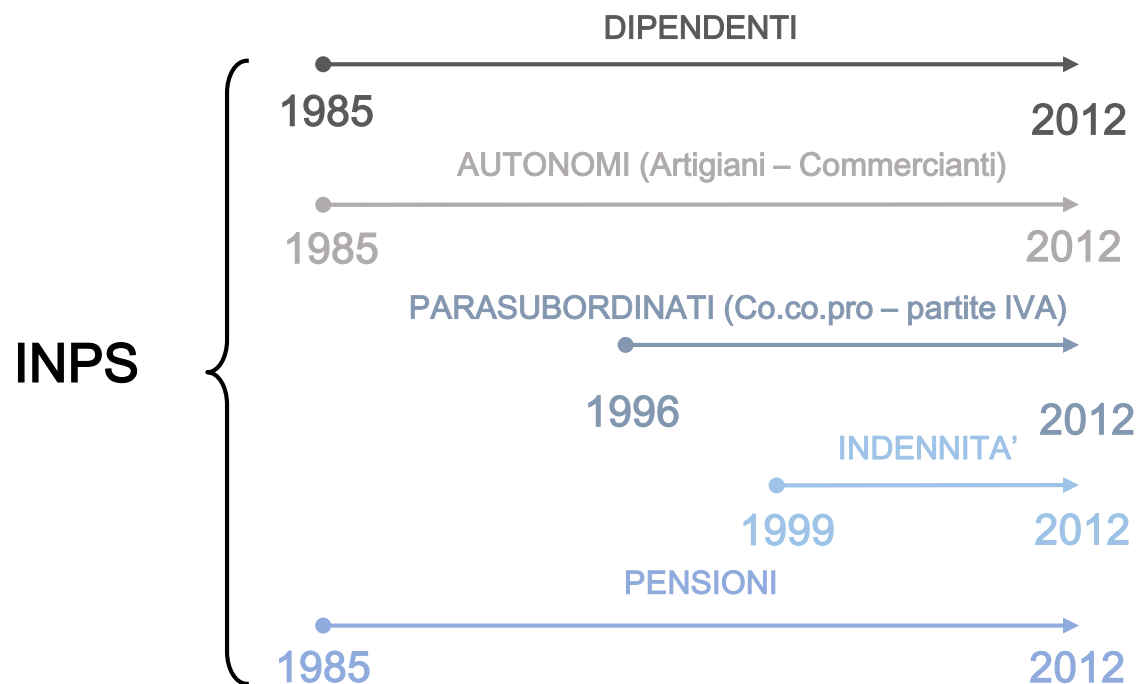 DIPENDENTI
1985
2012
AUTONOMI (Artigiani – Commercianti)
1985
2012
PARASUBORDINATI (Co.co.pro – partite IVA)
INPS
1996
2012
INDENNITA’
1999
2012
PENSIONI
1985
2012